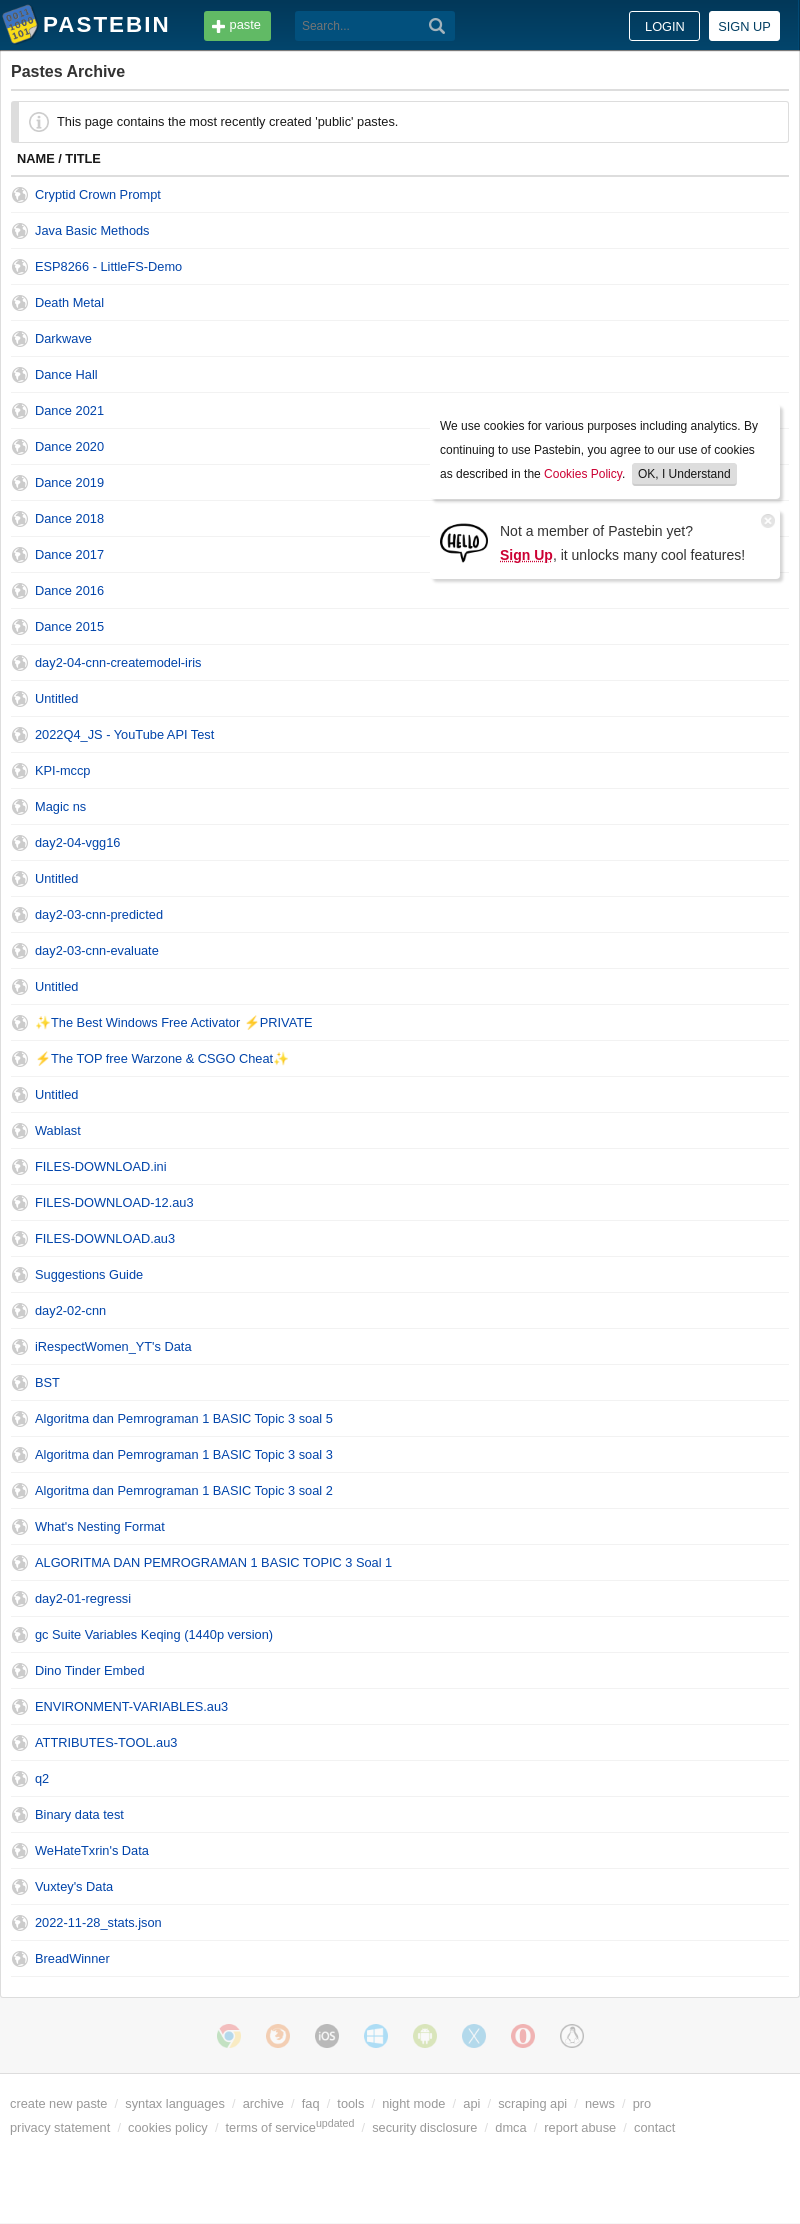 PASTEBIN paste Search... LOGIN SIGN UP
Pastes Archive
This page contains the most recently created 'public' pastes.
NAME / TITLE
Cryptid Crown Prompt
Java Basic Methods
ESP8266 - LittleFS-Demo
Death Metal
Darkwave
Dance Hall
Dance 2021
Dance 2020
Dance 2019
Dance 2018
Dance 2017
Dance 2016
Dance 2015
We use cookies for various purposes including analytics. By
continuing to use Pastebin, you agree to our use of cookies
as described in the Cookies Policy. OK, I Understand
HELLO
Not a member of Pastebin yet?
Sign Up, it unlocks many cool features!
day2-04-cnn-createmodel-iris
Untitled
2022Q4_JS - YouTube API Test
KPI-mccp
Magic ns
day2-04-vgg16
Untitled
day2-03-cnn-predicted
day2-03-cnn-evaluate
Untitled
✨The Best Windows Free Activator ⚡PRIVATE
⚡The TOP free Warzone & CSGO Cheat✨
Untitled
Wablast
FILES-DOWNLOAD.ini
FILES-DOWNLOAD-12.au3
FILES-DOWNLOAD.au3
Suggestions Guide
day2-02-cnn
iRespectWomen_YT's Data
BST
Algoritma dan Pemrograman 1 BASIC Topic 3 soal 5
Algoritma dan Pemrograman 1 BASIC Topic 3 soal 3
Algoritma dan Pemrograman 1 BASIC Topic 3 soal 2
What's Nesting Format
ALGORITMA DAN PEMROGRAMAN 1 BASIC TOPIC 3 Soal 1
day2-01-regressi
gc Suite Variables Keqing (1440p version)
Dino Tinder Embed
ENVIRONMENT-VARIABLES.au3
ATTRIBUTES-TOOL.au3
q2
Binary data test
WeHateTxrin's Data
Vuxtey's Data
2022-11-28_stats.json
BreadWinner
iOS
create new paste / syntax languages / archive / faq / tools / night mode / api / scraping api / news / pro
privacy statement / cookies policy / terms of service updated / security disclosure / dmca / report abuse / contact